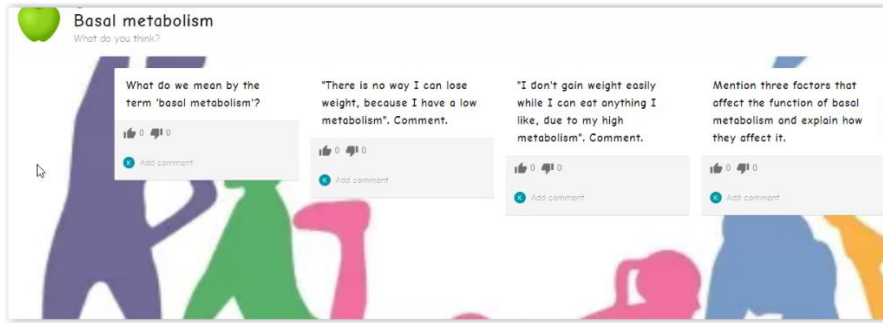 Basal metabolism
What do you think?
What do we mean by the
term 'basal metabolism'?
0 0
K Add comment
"There is no way I can lose
weight, because I have a low
metabolism". Comment.
0 0
K Add comment
"I don't gain weight easily
while I can eat anything I
like, due to my high
metabolism". Comment.
0 0
K Add comment
Mention three factors that
affect the function of basal
metabolism and explain how
they affect it.
0 0
K Add comment